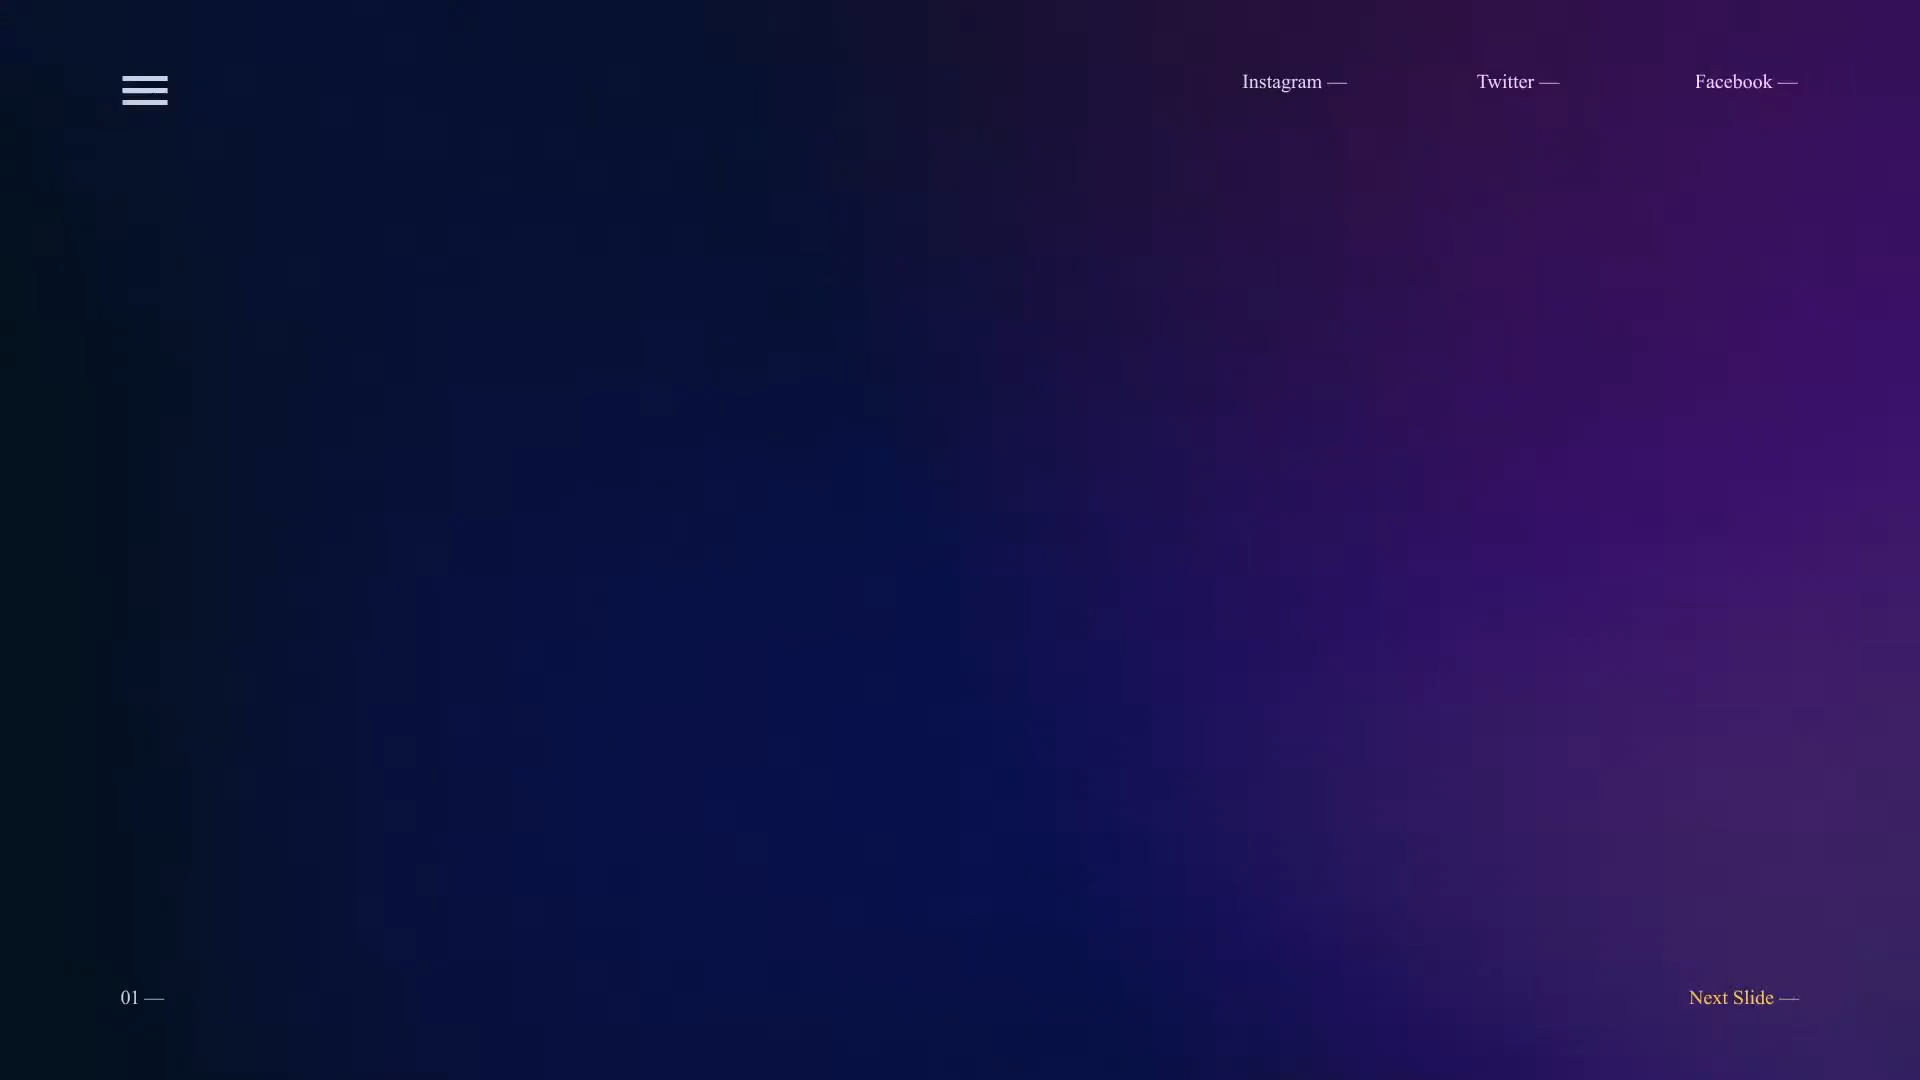 Instagram —
Twitter —
Facebook —
01 —
Next Slide —